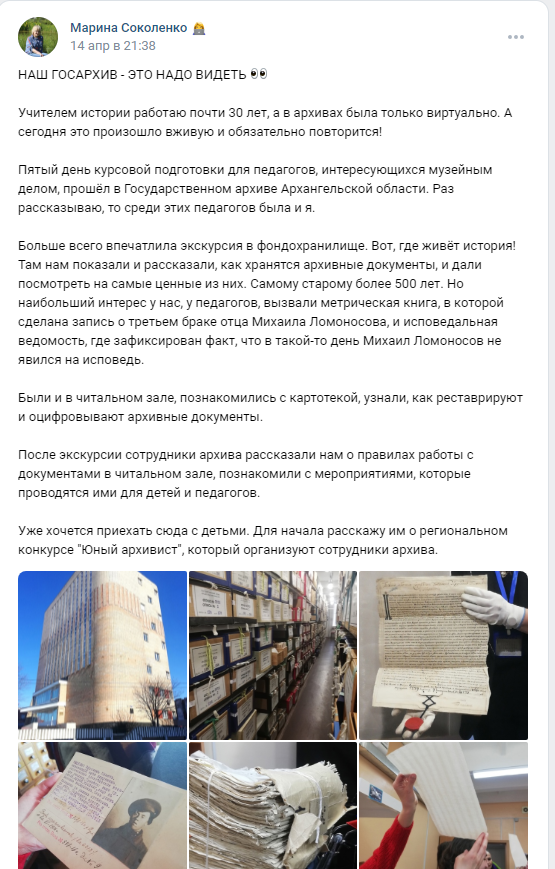 Марина Соколенко
14 апр в 21:38
НАШ ГОСАРХИВ - ЭТО НАДО ВИДЕТЬ 👀
Учителем истории работаю почти 30 лет, а в архивах была только виртуально. А
сегодня это произошло вживую и обязательно повторится!
Пятый день курсовой подготовки для педагогов, интересующихся музейным
делом, прошёл в Государственном архиве Архангельской области. Раз
рассказываю, то среди этих педагогов была и я.
Больше всего впечатлила экскурсия в фондохранилище. Вот, где живёт история!
Там нам показали и рассказали, как хранятся архивные документы, и дали
посмотреть на самые ценные из них. Самому старому более 500 лет. Но
наибольший интерес у нас, у педагогов, вызвали метрическая книга, в которой
сделана запись о третьем браке отца Михаила Ломоносова, и исповедальная
ведомость, где зафиксирован факт, что в такой-то день Михаил Ломоносов не
явился на исповедь.
Были и в читальном зале, познакомились с картотекой, узнали, как реставрируют
и оцифровывают архивные документы.
После экскурсии сотрудники архива рассказали нам о правилах работы с
документами в читальном зале, познакомили с мероприятиями, которые
проводятся ими для детей и педагогов.
Уже хочется приехать сюда с детьми. Для начала расскажу им о региональном
конкурсе "Юный архивист", который организуют сотрудники архива.